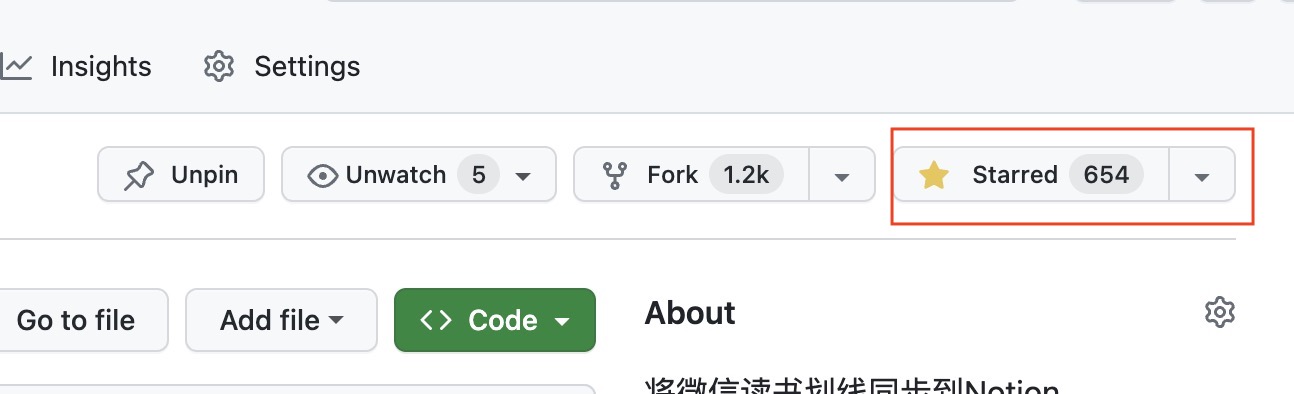 Insights Settings
Unpin Unwatch 5 Fork 1.2k Starred 654
Go to file Add file Code About
将微信读书划线同步到Notion